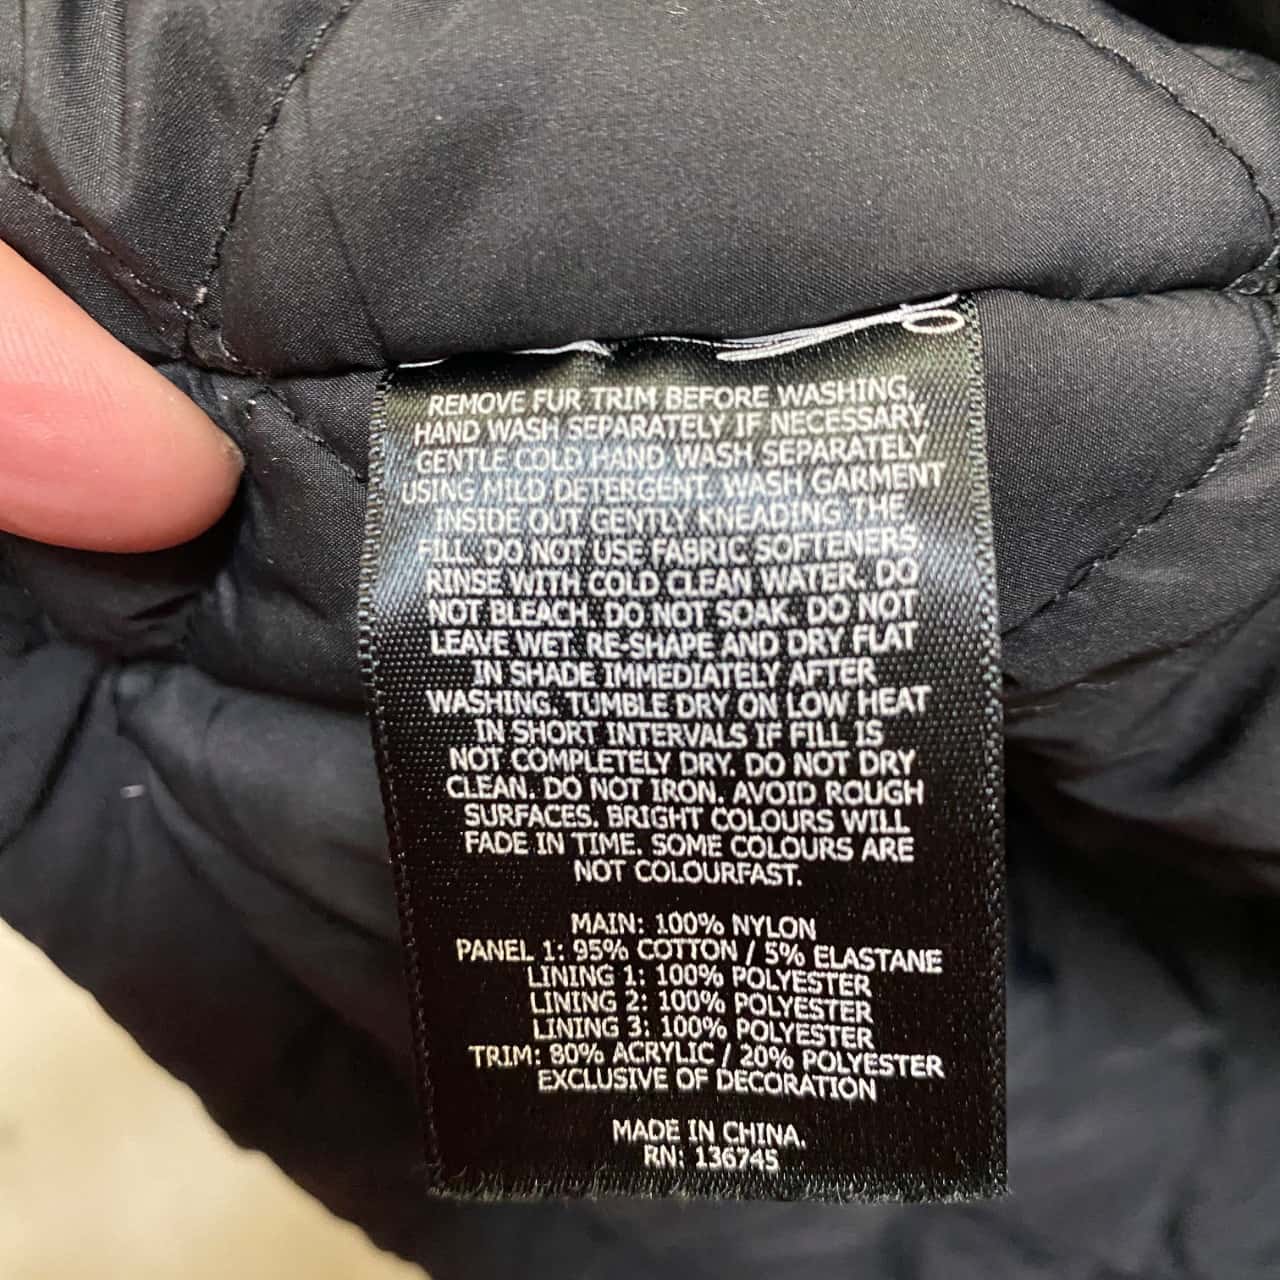 REMOVE FUR TRIM BEFORE WASHING,
HAND WASH SEPARATELY IF NECESSARY.
GENTLE COLD HAND WASH SEPARATELY
USING MILD DETERGENT. WASH GARMENT
INSIDE OUT GENTLY KNEADING THE
FILL. DO NOT USE FABRIC SOFTENERS.
RINSE WITH COLD CLEAN WATER. DO
NOT BLEACH. DO NOT SOAK. DO NOT
LEAVE WET. RE-SHAPE AND DRY FLAT
IN SHADE IMMEDIATELY AFTER
WASHING. TUMBLE DRY ON LOW HEAT
IN SHORT INTERVALS IF FILL IS
NOT COMPLETELY DRY. DO NOT DRY
CLEAN. DO NOT IRON. AVOID ROUGH
SURFACES. BRIGHT COLOURS WILL
FADE IN TIME. SOME COLOURS ARE
NOT COLOURFAST.
MAIN: 100% NYLON
PANEL 1: 95% COTTON / 5% ELASTANE
LINING 1: 100% POLYESTER
LINING 2: 100% POLYESTER
LINING 3: 100% POLYESTER
TRIM: 80% ACRYLIC / 20% POLYESTER
EXCLUSIVE OF DECORATION
MADE IN CHINA.
RN: 136745